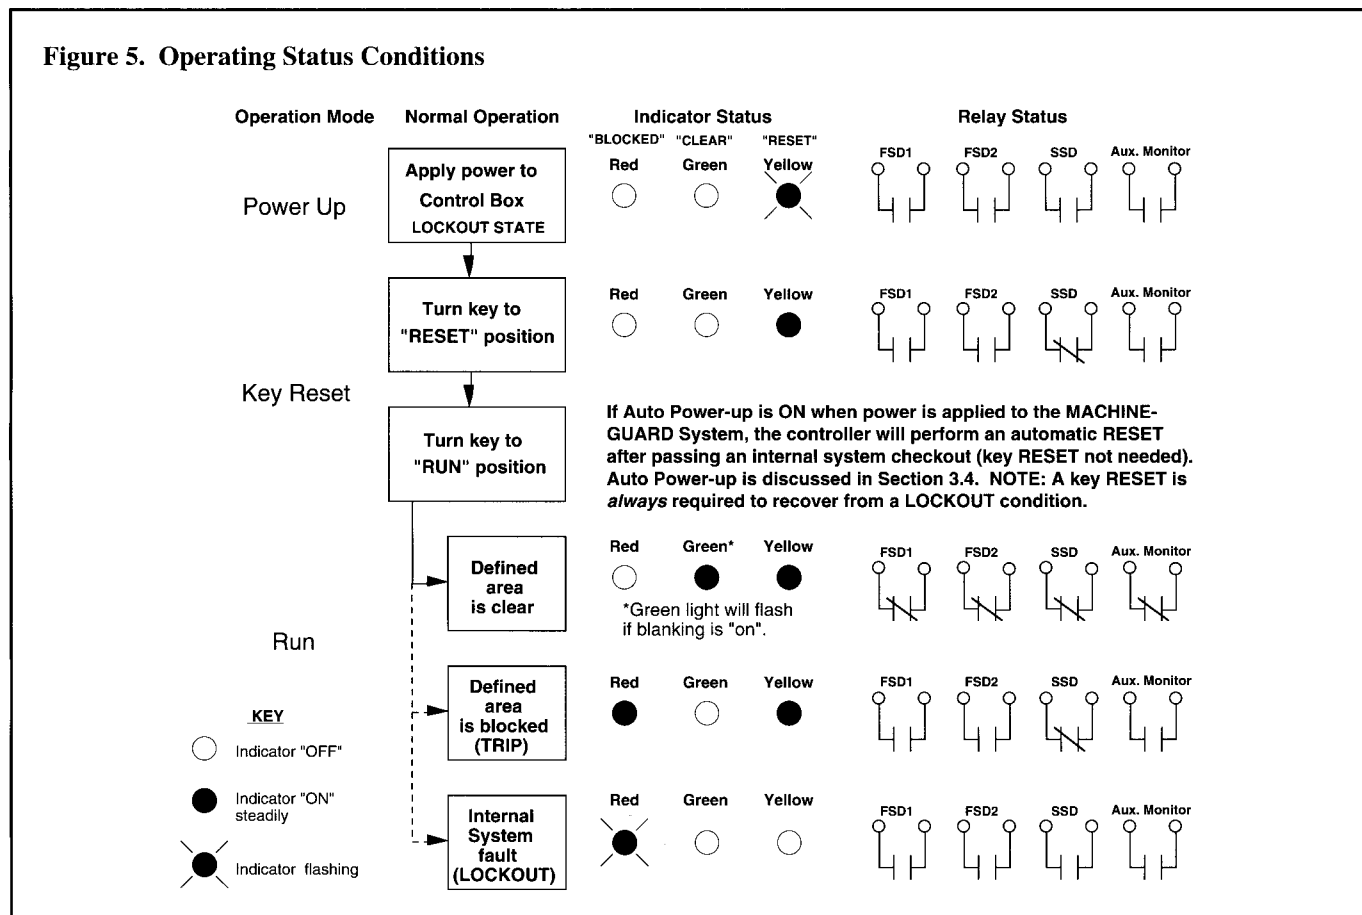 Figure 5. Operating Status Conditions
Operation Mode Normal Operation Indicator Status Relay Status
"BLOCKED" "CLEAR" "RESET"
Power Up
Apply power to
Control Box
LOCKOUT STATE
Red Green Yellow
FSD1 FSD2 SSD Aux. Monitor
Key Reset
Turn key to
"RESET" position
Red Green Yellow
FSD1 FSD2 SSD Aux. Monitor
Turn key to
"RUN" position
If Auto Power-up is ON when power is applied to the MACHINE-
GUARD System, the controller will perform an automatic RESET
after passing an internal system checkout (key RESET not needed).
Auto Power-up is discussed in Section 3.4. NOTE: A key RESET is
always required to recover from a LOCKOUT condition.
Run
Defined
area
is clear
Red Green* Yellow
*Green light will flash
if blanking is "on".
FSD1 FSD2 SSD Aux. Monitor
Defined
area
is blocked
(TRIP)
Red Green Yellow
FSD1 FSD2 SSD Aux. Monitor
Internal
System
fault
(LOCKOUT)
Red Green Yellow
FSD1 FSD2 SSD Aux. Monitor
KEY
Indicator "OFF"
Indicator "ON"
steadily
Indicator flashing